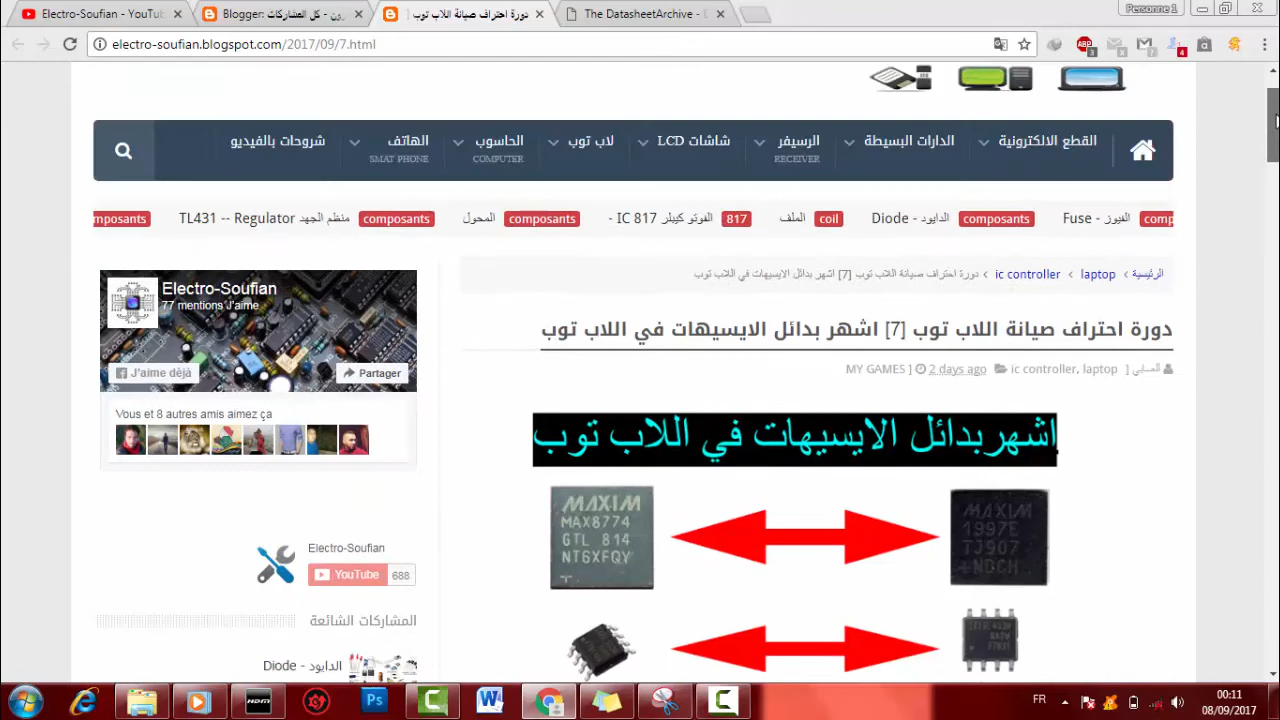 Electro-Soufian - YouTu
Blogger: رون - كل المشاركات
دورة احتراف صيانة اللاب توب ]
The DatasheetArchive - D
Personne 1
electro-soufian.blogspot.com/2017/09/7.html
القطع الالكترونية
الدارات البسيطة
الرسيفر
RECEIVER
شاشات LCD
لاب توب
الحاسوب
COMPUTER
الهاتف
SMAT PHONE
شروحات بالفيديو
الفيوز - Fuse
composants
الدايود - Diode
coil
الملف
817
الفوتو كيبلر IC 817 -
composants
المحول
composants
منظم الجهد TL431 -- Regulator
الرئيسية › laptop › ic controller › دورة احتراف صيانة اللاب توب [7] اشهر بدائل الايسيهات في اللاب توب
دورة احتراف صيانة اللاب توب [7] اشهر بدائل الايسيهات في اللاب توب
MY GAMES ] 2 days ago ic controller, laptop
اشهر بدائل الايسيهات في اللاب توب
MAXIM
MAX8774
GTL 814
NT6XFQY
MAXIM
1997E
TJ907
+NDCH
Electro-Soufian
77 mentions J'aime
J'aime déjà
Partager
Vous et 8 autres amis aimez ça
Electro-Soufian
YouTube 688
المشاركات الشائعة
الدايود - Diode
FR
00:11
08/09/2017